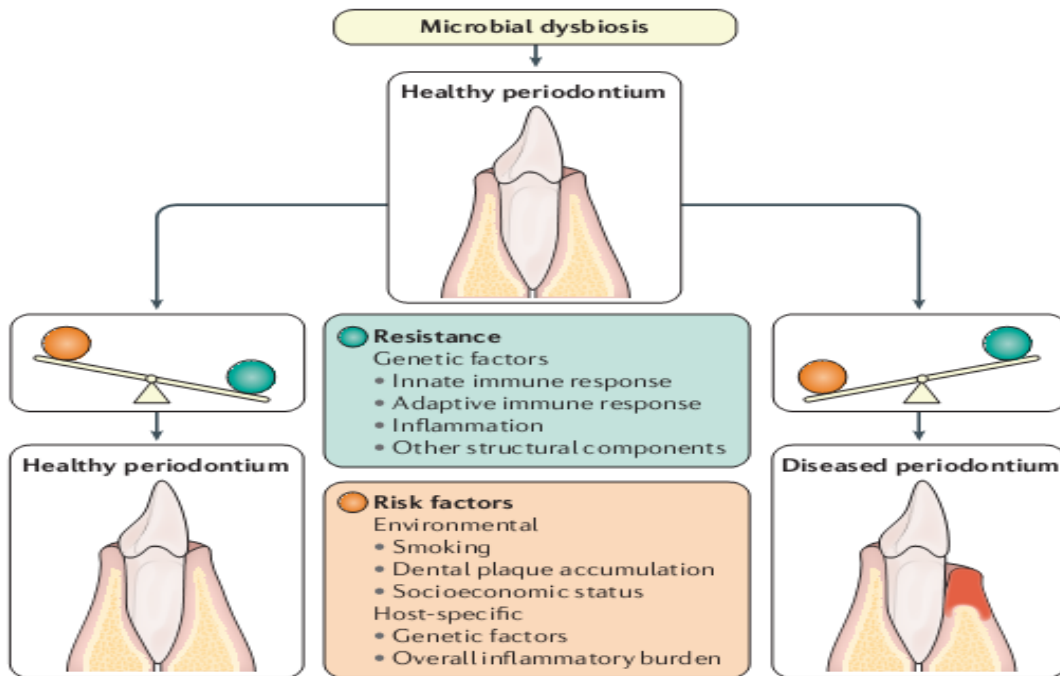 Microbial dysbiosis
Healthy periodontium
Resistance
Genetic factors
• Innate immune response
• Adaptive immune response
• Inflammation
• Other structural components
Healthy periodontium
Diseased periodontium
Risk factors
Environmental
• Smoking
• Dental plaque accumulation
• Socioeconomic status
Host-specific
• Genetic factors
• Overall inflammatory burden